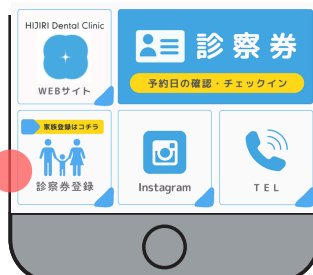 HIJIRI Dental Clinic
WEBサイト
診察券
予約日の確認・チェックイン
家族登録はコチラ
診察券登録
Instagram
TEL